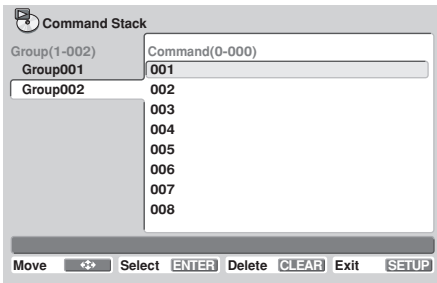 Command Stack
Group(1-002) Command(0-000)
Group001 001
Group002 002
003
004
005
006
007
008
Move Select ENTER Delete CLEAR Exit SETUP